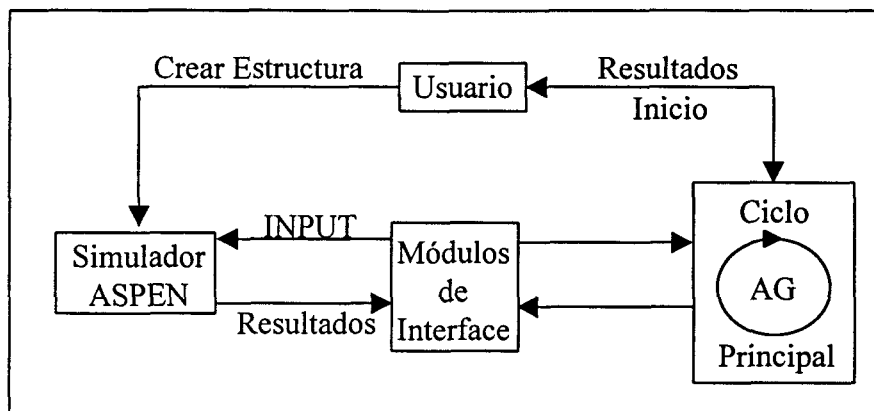 Crear Estructura
Usuario
Resultados
Inicio
INPUT
Simulador
ASPEN
Resultados
Módulos
de
Interface
Ciclo
AG
Principal